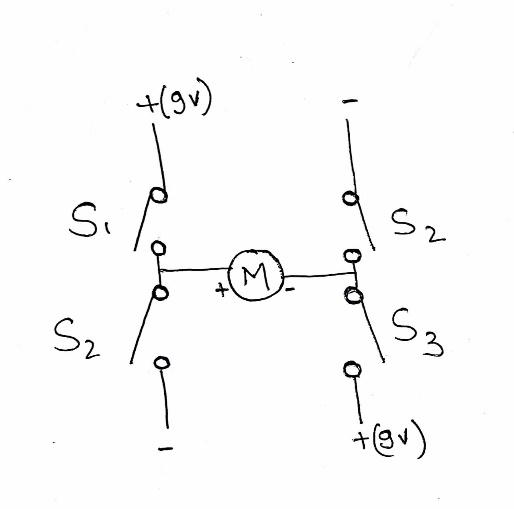 +(9v) -
S1 S2
M
+ -
S2 S3
- +(9v)